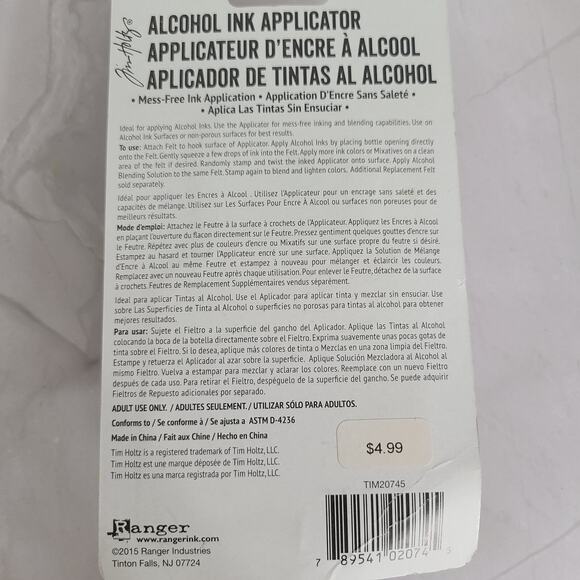 Tim Holtz®
ALCOHOL INK APPLICATOR
APPLICATEUR D'ENCRE À ALCOOL
APLICADOR DE TINTAS AL ALCOHOL
• Mess-Free Ink Application • Application D'Encre Sans Saleté •
• Aplica Las Tintas Sin Ensuciar •
Ideal for applying Alcohol Inks. Use the Applicator for mess-free inking and blending capabilities. Use on
Alcohol Ink Surfaces or non-porous surfaces for best results.
To use: Attach Felt to hook surface of Applicator. Apply Alcohol Inks by placing bottle opening directly
onto the Felt. Gently squeeze a few drops of ink into the Felt. Apply more ink colors or Mixatives on a clean
area of the felt if desired. Randomly stamp and twist the inked Applicator onto surface. Apply Alcohol
Blending Solution to the same Felt. Stamp again to blend and lighten colors. Additional Replacement Felt
sold separately.
Idéal pour appliquer les Encres à Alcool . Utilisez l'Applicateur pour un encrage sans saleté et des
capacités de mélange. Utilisez sur Les Surfaces Pour Encre À Alcool ou surfaces non poreuses pour de
meilleurs résultats.
Mode d'emploi: Attachez le Feutre à la surface à crochets de l'Applicateur. Appliquez les Encres à Alcool
en plaçant l'ouverture du flacon directement sur le Feutre. Pressez gentiment quelques gouttes d'encre sur
le Feutre. Répétez avec plus de couleurs d'encre ou Mixatifs sur une surface propre du feutre si désiré.
Estampez au hasard et tournez l'Applicateur encré sur une surface. Appliquez la Solution de Mélange
d'Encre à Alcool au même Feutre et estampez à nouveau pour mélanger et éclaircir les couleurs.
Remplacez avec un nouveau Feutre après chaque utilisation. Pour enlever le Feutre, détachez de la surface
à crochets. Feutres de Remplacement Supplémentaires vendus séparément.
Ideal para aplicar Tintas al Alcohol. Use el Aplicador para aplicar tinta y mezclar sin ensuciar. Use
sobre Las Superficies de Tinta al Alcohol o superficies no porosas para tintas al alcohol para obtener
mejores resultados.
Para usar: Sujete el Fieltro a la superficie del gancho del Aplicador. Aplique las Tintas al Alcohol
colocando la boca de la botella directamente sobre el Fieltro. Exprima suavemente unas pocas gotas de
tinta sobre el Fieltro. Si lo desea, aplique más colores de tinta o Mezclas en una zona limpia del Fieltro.
Estampe y retuerza el Aplicador al azar sobre la superficie. Aplique Solución Mezcladora al Alcohol al
mismo Fieltro. Vuelva a estampar para mezclar y aclarar los colores. Reemplace con un nuevo Fieltro
después de cada uso. Para retirar el Fieltro, despéguelo de la superficie del gancho. Se puede adquirir
Fieltros de Repuesto adicionales por separado.
ADULT USE ONLY. / ADULTES SEULEMENT. / UTILIZAR SÓLO PARA ADULTOS.
Conforms to / Se conforme à / Se ajusta a ASTM D-4236
Made in China / Fait aux Chine / Hecho en China
Tim Holtz is a registered trademark of Tim Holtz, LLC.
Tim Holtz est une marque déposée de Tim Holtz, LLC.
Tim Holtz es una marca registrada por Tim Holtz, LLC.
$4.99
TIM20745
Ranger
www.rangerink.com
©2015 Ranger Industries
Tinton Falls, NJ 07724
7 89541 02074 5